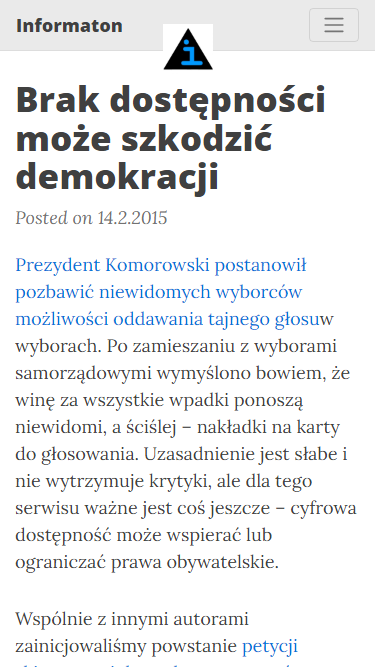 Informaton
i
Brak dostępności
może szkodzić
demokracji
Posted on 14.2.2015
Prezydent Komorowski postanowił
pozbawić niewidomych wyborców
możliwości oddawania tajnego głosuw
wyborach. Po zamieszaniu z wyborami
samorządowymi wymyślono bowiem, że
winę za wszystkie wpadki ponoszą
niewidomi, a ściślej – nakładki na karty
do głosowania. Uzasadnienie jest słabe i
nie wytrzymuje krytyki, ale dla tego
serwisu ważne jest coś jeszcze – cyfrowa
dostępność może wspierać lub
ograniczać prawa obywatelskie.
Wspólnie z innymi autorami
zainicjowaliśmy powstanie petycji